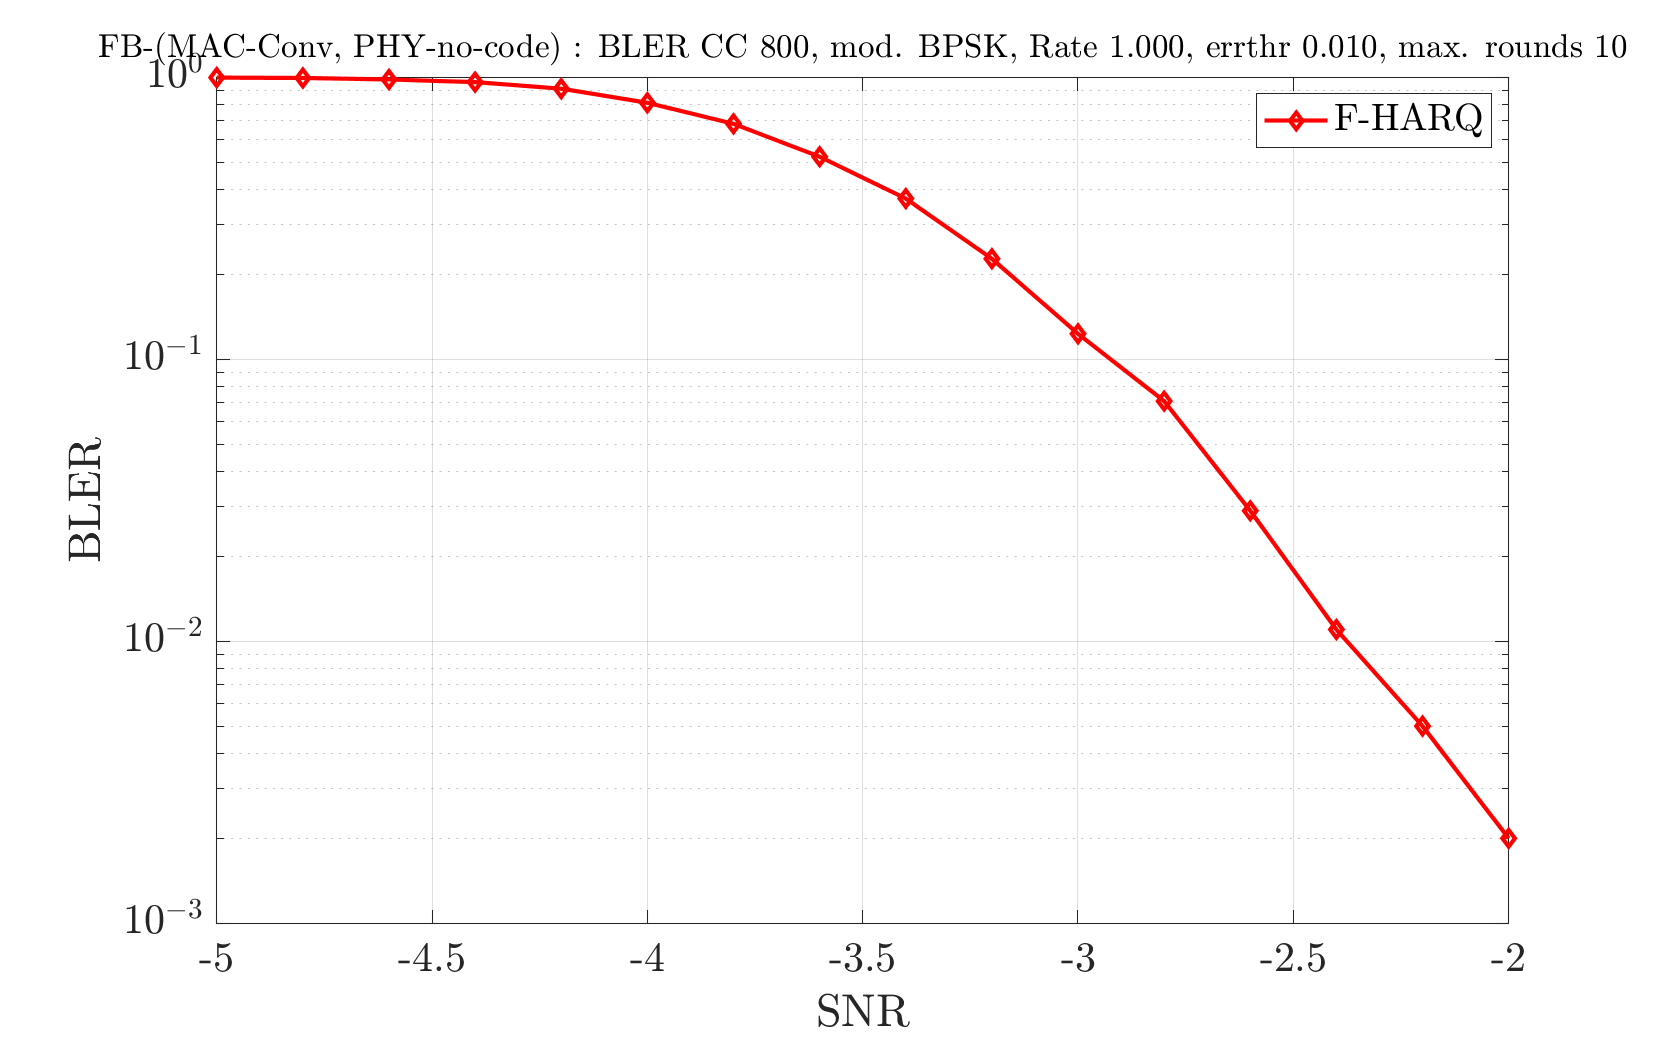 FB-(MAC-Conv, PHY-no-code) : BLER CC 800, mod. BPSK, Rate 1.000, errthr 0.010, max. rounds 10
F-HARQ
10⁰
10⁻¹
10⁻²
10⁻³
BLER
-5 -4.5 -4 -3.5 -3 -2.5 -2
SNR